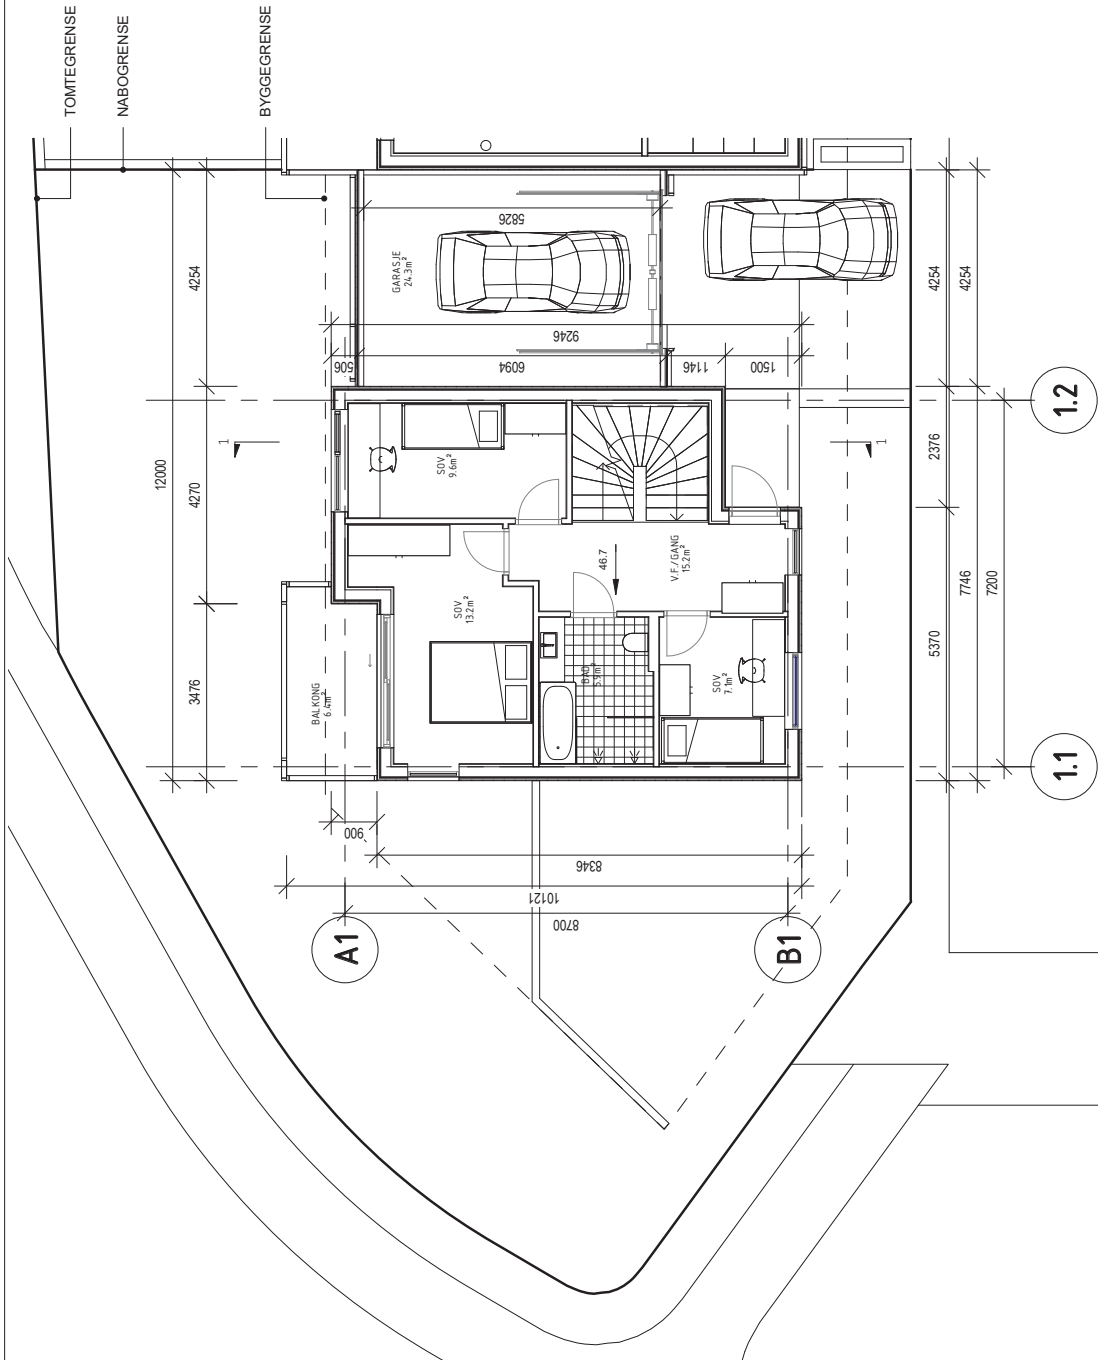 TOMTEGRENSE
NABOGRENSE
BYGGEGRENSE
12000
4254
4270
3476
5826
GARASJE
24.3m²
9246
506
6094
1146
1500
4254
4254
1
1
SOV
9.6m²
SOV
13.2m²
46.7
V.F./GANG
15.2m²
BALKONG
BAD
5.9m²
SOV
7.1m²
2376
5370
7746
7200
1.2
1.1
900
8346
10121
8700
A1
B1